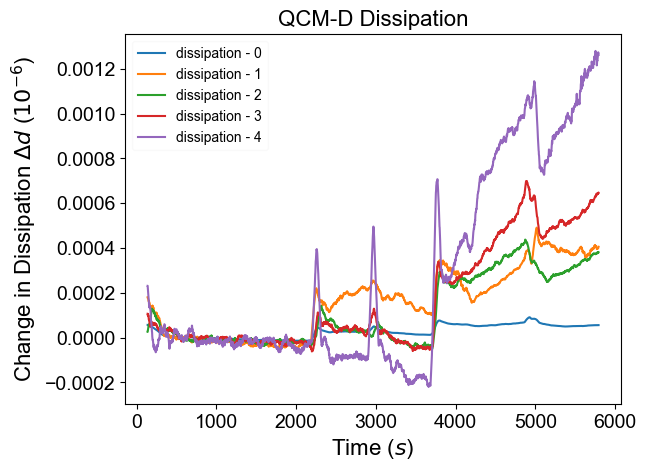 QCM-D Dissipation
Change in Dissipation Δd (10⁻⁶)
0.0012
0.0010
0.0008
0.0006
0.0004
0.0002
0.0000
−0.0002
dissipation - 0
dissipation - 1
dissipation - 2
dissipation - 3
dissipation - 4
0 1000 2000 3000 4000 5000 6000
Time (s)